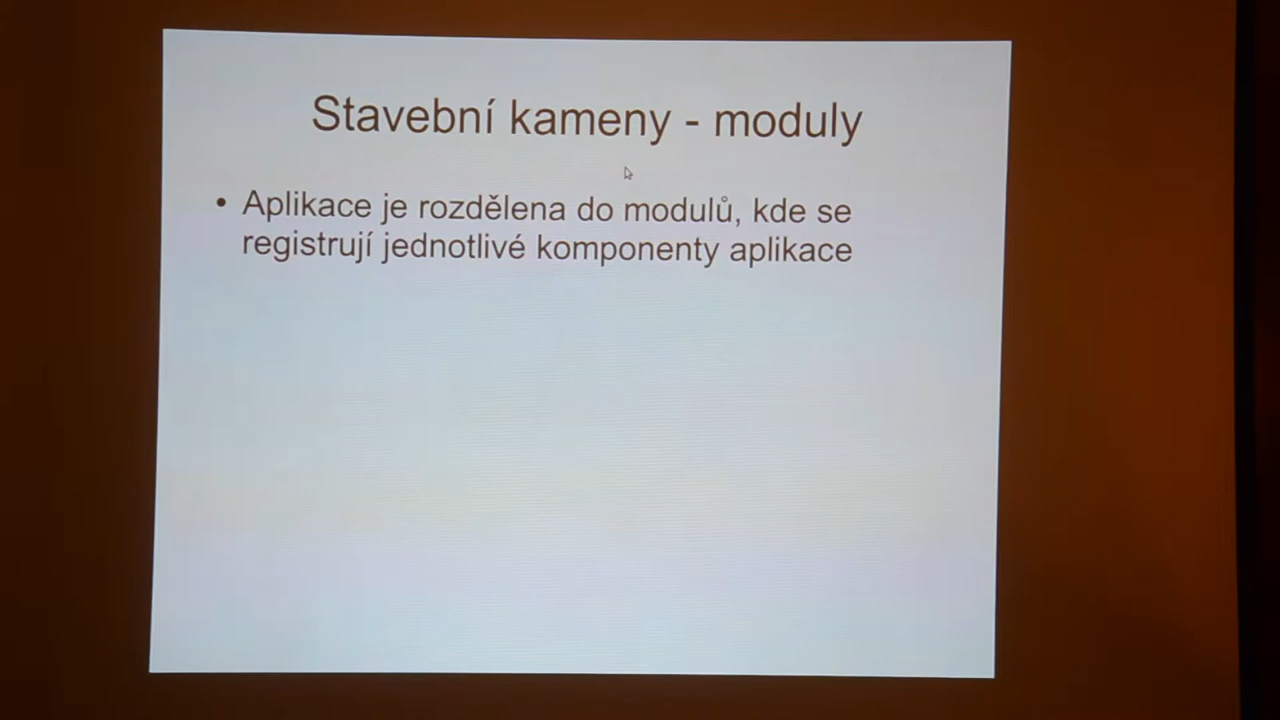 Stavební kameny - moduly
• Aplikace je rozdělena do modulů, kde se
registrují jednotlivé komponenty aplikace